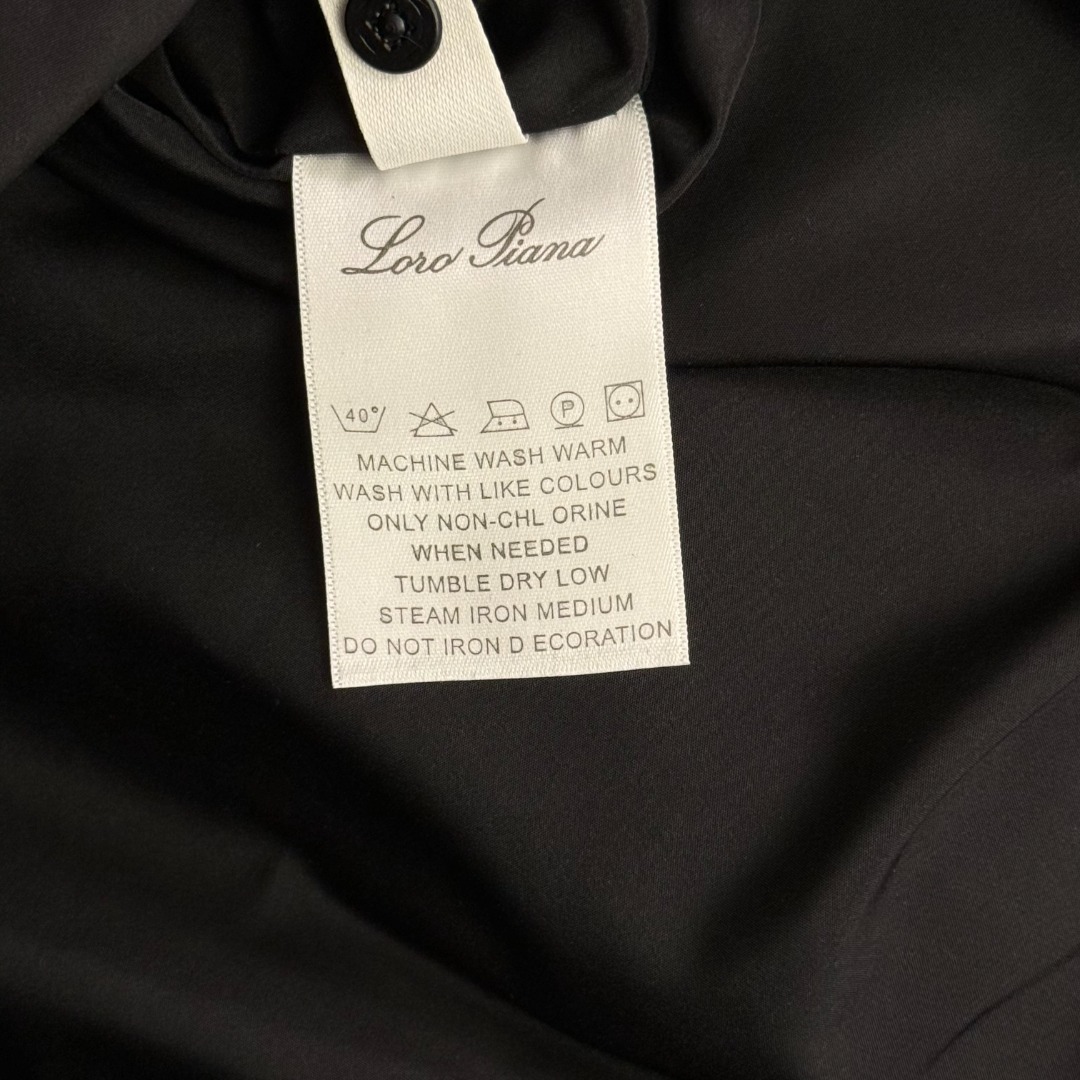 Loro Piana
40° P
MACHINE WASH WARM
WASH WITH LIKE COLOURS
ONLY NON-CHL ORINE
WHEN NEEDED
TUMBLE DRY LOW
STEAM IRON MEDIUM
DO NOT IRON D ECORATION